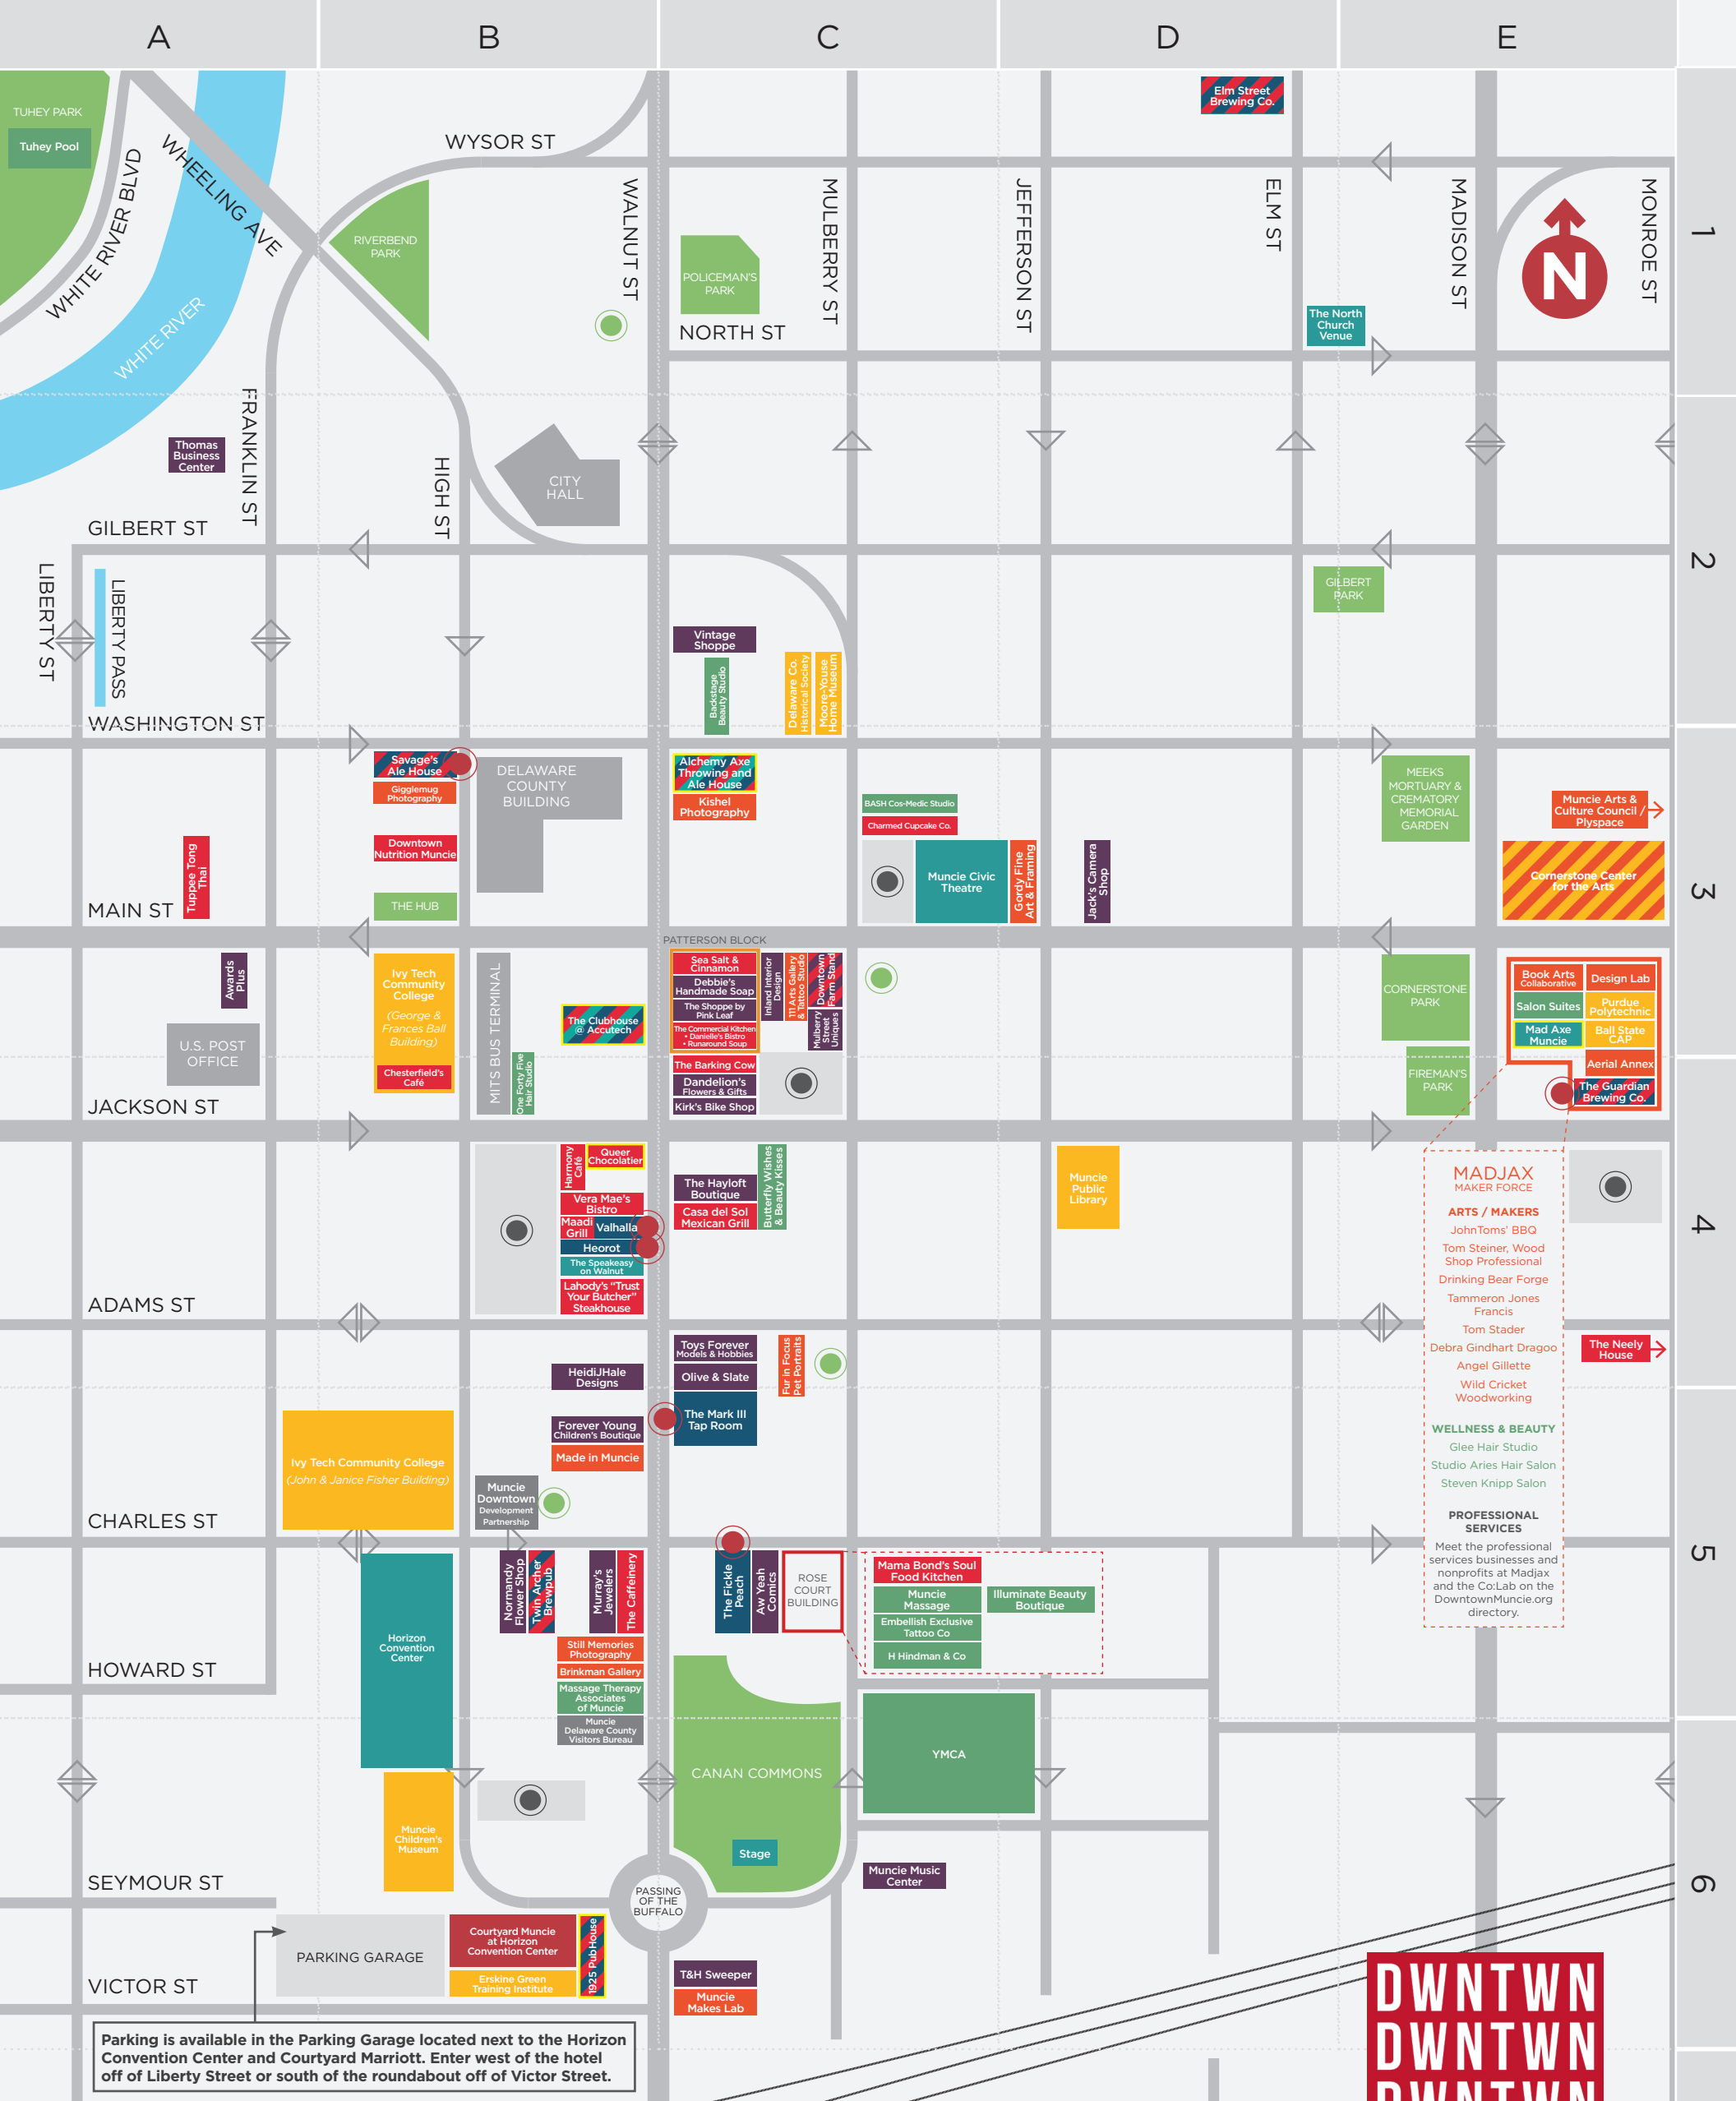 A
B
C
D
E
1
2
3
4
5
6
TUHEY PARK
Tuhey Pool
WHITE RIVER BLVD
WHEELING AVE
WHITE RIVER
WYSOR ST
RIVERBEND
PARK
WALNUT ST
POLICEMAN'S
PARK
NORTH ST
MULBERRY ST
JEFFERSON ST
Elm Street
Brewing Co.
ELM ST
The North
Church
Venue
MADISON ST
N
MONROE ST
Thomas
Business
Center
FRANKLIN ST
HIGH ST
CITY
HALL
GILBERT ST
LIBERTY ST
LIBERTY PASS
GILBERT
PARK
Vintage
Shoppe
Backstage
Beauty Studio
Delaware Co.
Historical Society
Moore-Youse
Home Museum
WASHINGTON ST
Savage's
Ale House
Gigglemug
Photography
Downtown
Nutrition Muncie
THE HUB
DELAWARE
COUNTY
BUILDING
Tuppee Tong
Thai
MAIN ST
Alchemy Axe
Throwing and
Ale House
Kishel
Photography
BASH Cos-Medic Studio
Charmed Cupcake Co.
Muncie Civic
Theatre
Gordy Fine
Art & Framing
Jack's Camera
Shop
MEEKS
MORTUARY &
CREMATORY
MEMORIAL
GARDEN
Muncie Arts &
Culture Council /
Plyspace
Cornerstone Center
for the Arts
PATTERSON BLOCK
Awards
Plus
U.S. POST
OFFICE
Ivy Tech
Community
College
(George &
Frances Ball
Building)
Chesterfield's
Café
MITS BUS TERMINAL
One Forty Five
Hair Studio
The Clubhouse
@ Accutech
Sea Salt &
Cinnamon
Debbie's
Handmade Soap
The Shoppe by
Pink Leaf
The Commercial Kitchen
• Danielle's Bistro
• Runaround Soup
Inland Interior
Design
111 Arts Gallery
& Tattoo Studio
Downtown
Farm Stand
Mulberry
Street
Uniques
The Barking Cow
Dandelion's
Flowers & Gifts
Kirk's Bike Shop
CORNERSTONE
PARK
FIREMAN'S
PARK
Book Arts
Collaborative
Design Lab
Salon Suites
Purdue
Polytechnic
Mad Axe
Muncie
Ball State
CAP
Aerial Annex
The Guardian
Brewing Co.
JACKSON ST
Harmony
Café
Queer
Chocolatier
Vera Mae's
Bistro
Maadi
Grill
Valhalla
Heorot
The Speakeasy
on Walnut
Lahody's "Trust
Your Butcher"
Steakhouse
The Hayloft
Boutique
Casa del Sol
Mexican Grill
Butterfly Wishes
& Beauty Kisses
Muncie
Public
Library
MADJAX
MAKER FORCE
ARTS / MAKERS
JohnToms' BBQ
Tom Steiner, Wood
Shop Professional
Drinking Bear Forge
Tammeron Jones
Francis
Tom Stader
Debra Gindhart Dragoo
Angel Gillette
Wild Cricket
Woodworking
WELLNESS & BEAUTY
Glee Hair Studio
Studio Aries Hair Salon
Steven Knipp Salon
PROFESSIONAL
SERVICES
Meet the professional
services businesses and
nonprofits at Madjax
and the Co:Lab on the
DowntownMuncie.org
directory.
ADAMS ST
The Neely
House
HeidiJHale
Designs
Forever Young
Children's Boutique
Made in Muncie
Toys Forever
Models & Hobbies
Olive & Slate
The Mark III
Tap Room
Fur in Focus
Pet Portraits
Ivy Tech Community College
(John & Janice Fisher Building)
Muncie
Downtown
Development
Partnership
CHARLES ST
Normandy
Flower Shop
Twin Archer
Brewpub
Murray's
Jewelers
The Caffeinery
The Fickle
Peach
Aw Yeah
Comics
ROSE
COURT
BUILDING
Mama Bond's Soul
Food Kitchen
Muncie
Massage
Illuminate Beauty
Boutique
Embellish Exclusive
Tattoo Co
H Hindman & Co
Horizon
Convention
Center
HOWARD ST
Still Memories
Photography
Brinkman Gallery
Massage Therapy
Associates
of Muncie
Muncie
Delaware County
Visitors Bureau
CANAN COMMONS
Stage
YMCA
Muncie
Children's
Museum
Muncie Music
Center
SEYMOUR ST
PASSING
OF THE
BUFFALO
PARKING GARAGE
Courtyard Muncie
at Horizon
Convention Center
Erskine Green
Training Institute
1925 PubHouse
T&H Sweeper
Muncie
Makes Lab
VICTOR ST
Parking is available in the Parking Garage located next to the Horizon
Convention Center and Courtyard Marriott. Enter west of the hotel
off of Liberty Street or south of the roundabout off of Victor Street.
DWNTWN
DWNTWN
DWNTWN